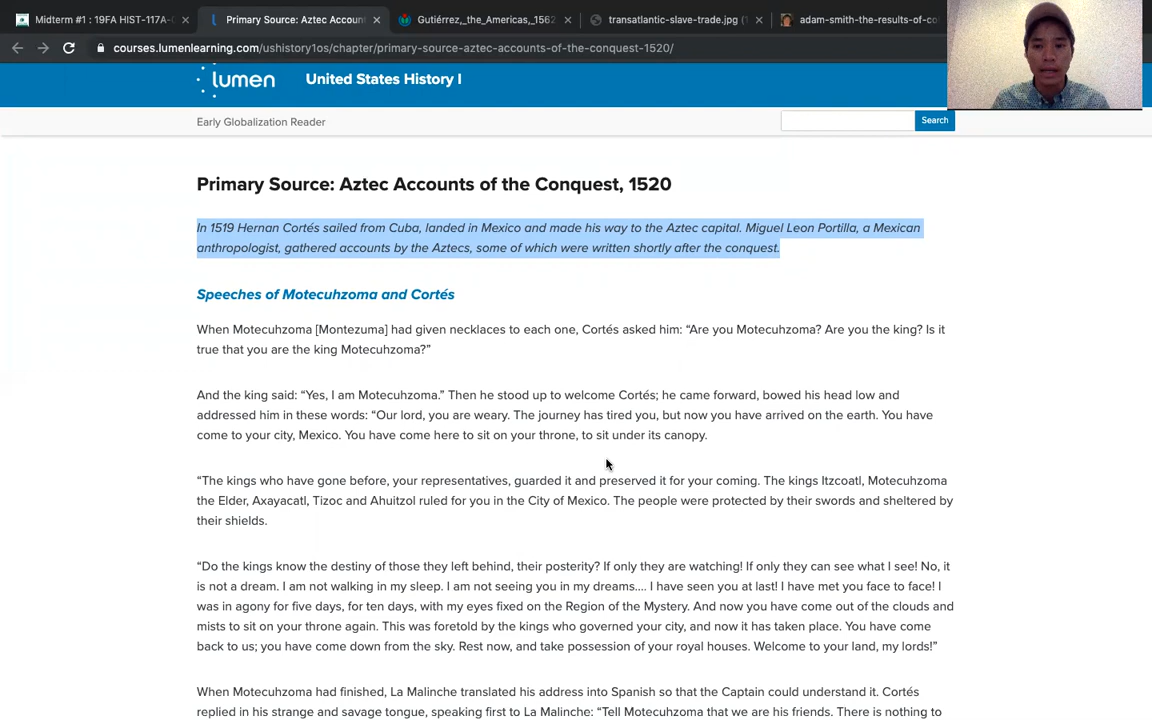 Midterm #1 : 19FA HIST-117A-
Primary Source: Aztec Accoun
Gutiérrez,_the_Americas,_1562
transatlantic-slave-trade.jpg (
adam-smith-the-results-of-co
courses.lumenlearning.com/ushistory1os/chapter/primary-source-aztec-accounts-of-the-conquest-1520/
lumen
United States History I
Early Globalization Reader
Search
Primary Source: Aztec Accounts of the Conquest, 1520
In 1519 Hernan Cortés sailed from Cuba, landed in Mexico and made his way to the Aztec capital. Miguel Leon Portilla, a Mexican
anthropologist, gathered accounts by the Aztecs, some of which were written shortly after the conquest.
Speeches of Motecuhzoma and Cortés
When Motecuhzoma [Montezuma] had given necklaces to each one, Cortés asked him: “Are you Motecuhzoma? Are you the king? Is it
true that you are the king Motecuhzoma?”
And the king said: “Yes, I am Motecuhzoma.” Then he stood up to welcome Cortés; he came forward, bowed his head low and
addressed him in these words: “Our lord, you are weary. The journey has tired you, but now you have arrived on the earth. You have
come to your city, Mexico. You have come here to sit on your throne, to sit under its canopy.
“The kings who have gone before, your representatives, guarded it and preserved it for your coming. The kings Itzcoatl, Motecuhzoma
the Elder, Axayacatl, Tizoc and Ahuitzol ruled for you in the City of Mexico. The people were protected by their swords and sheltered by
their shields.
“Do the kings know the destiny of those they left behind, their posterity? If only they are watching! If only they can see what I see! No, it
is not a dream. I am not walking in my sleep. I am not seeing you in my dreams.... I have seen you at last! I have met you face to face! I
was in agony for five days, for ten days, with my eyes fixed on the Region of the Mystery. And now you have come out of the clouds and
mists to sit on your throne again. This was foretold by the kings who governed your city, and now it has taken place. You have come
back to us; you have come down from the sky. Rest now, and take possession of your royal houses. Welcome to your land, my lords!”
When Motecuhzoma had finished, La Malinche translated his address into Spanish so that the Captain could understand it. Cortés
replied in his strange and savage tongue, speaking first to La Malinche: “Tell Motecuhzoma that we are his friends. There is nothing to